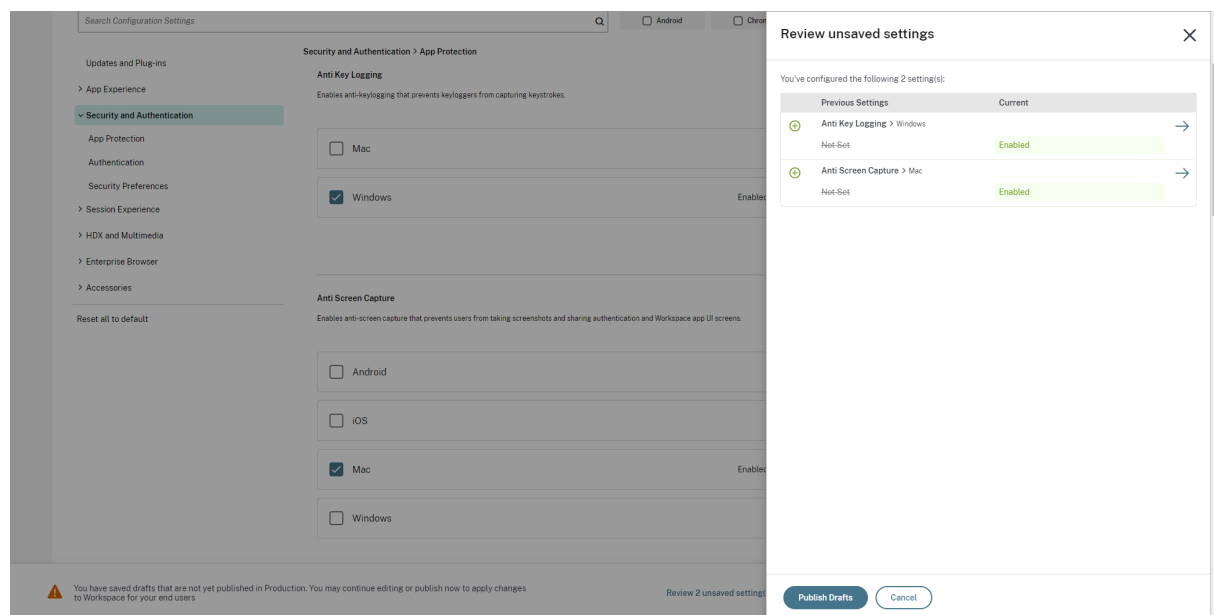 Search Configuration Settings
Android
Chrom
Updates and Plug-ins
App Experience
Security and Authentication
App Protection
Authentication
Security Preferences
Session Experience
HDX and Multimedia
Enterprise Browser
Accessories
Reset all to default
Security and Authentication > App Protection
Anti Key Logging
Enables anti-keylogging that prevents keyloggers from capturing keystrokes.
Mac
Windows
Enabled
Anti Screen Capture
Enables anti-screen capture that prevents users from taking screenshots and sharing authentication and Workspace app UI screens.
Android
iOS
Mac
Enabled
Windows
You have saved drafts that are not yet published in Production. You may continue editing or publish now to apply changes
to Workspace for your end users
Review 2 unsaved setting(
Review unsaved settings
You've configured the following 2 setting(s):
Previous Settings Current
Anti Key Logging > Windows
Not Set Enabled
Anti Screen Capture > Mac
Not Set Enabled
Publish Drafts
Cancel